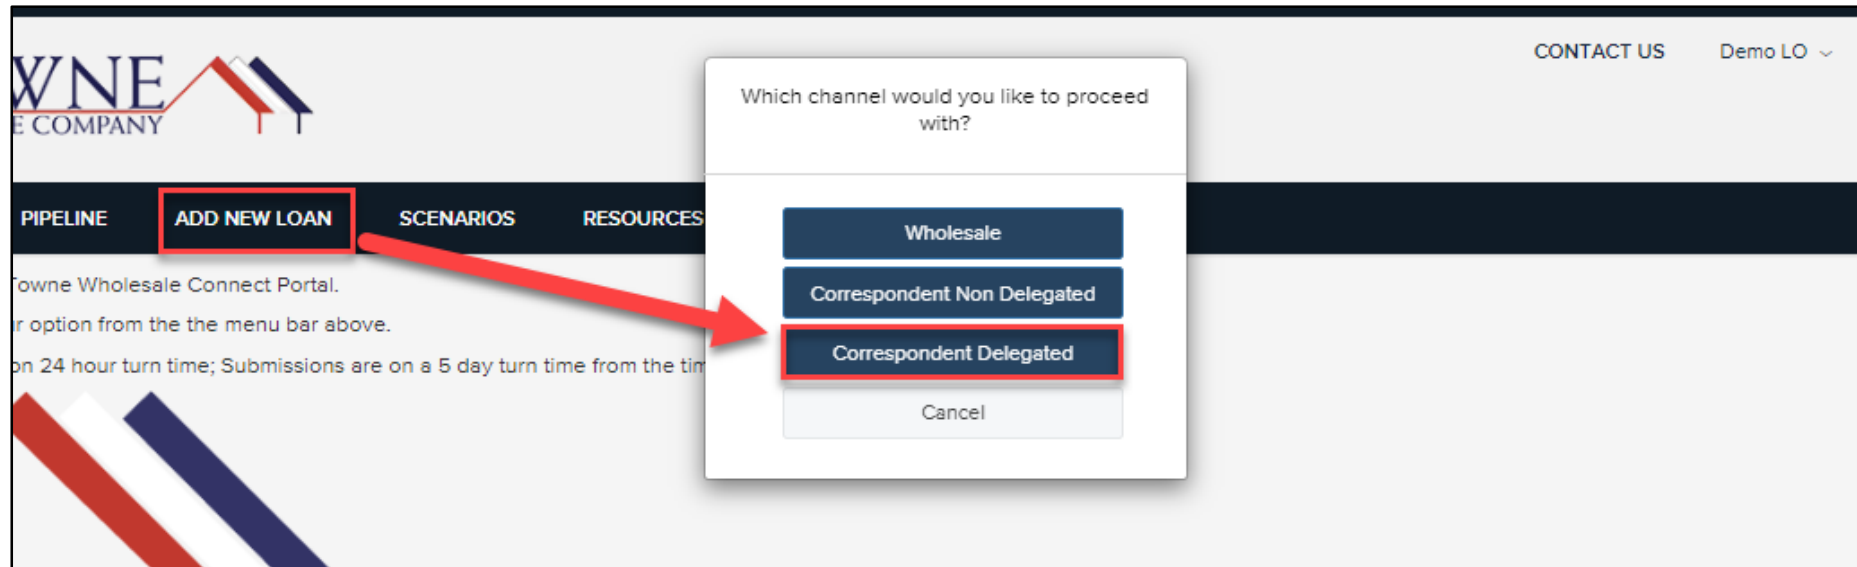 WNE
E COMPANY
CONTACT US
Demo LO
PIPELINE
ADD NEW LOAN
SCENARIOS
RESOURCES
owne Wholesale Connect Portal.
r option from the the menu bar above.
on 24 hour turn time; Submissions are on a 5 day turn time from the tim
Which channel would you like to proceed
with?
Wholesale
Correspondent Non Delegated
Correspondent Delegated
Cancel